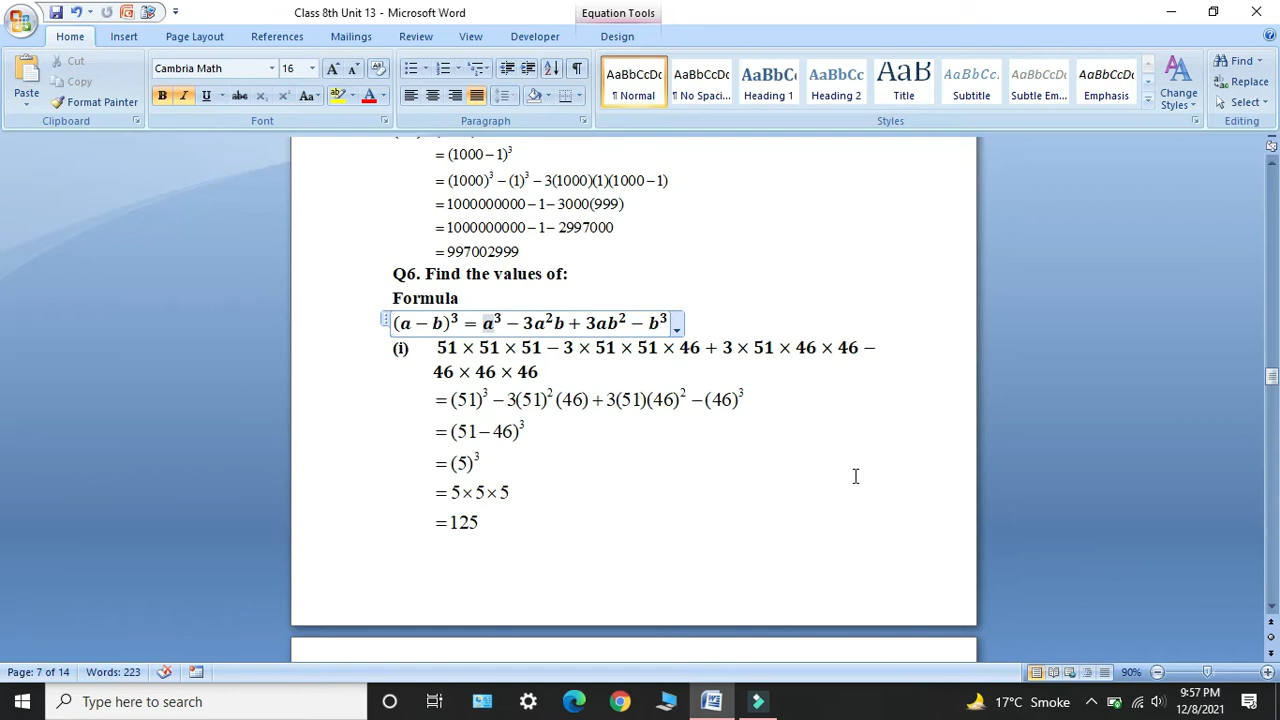 Class 8th Unit 13 - Microsoft Word
Equation Tools
Home Insert Page Layout References Mailings Review View Developer Design
Paste
Cut
Copy
Format Painter
Clipboard
Cambria Math 16
B I U abc x₂ x² Aa
Font
Paragraph
AaBbCcDc AaBbCcDc AaBbCc AaBbCc AaB AaBbCc. AaBbCcDc AaBbCcDc
¶ Normal ¶ No Spaci... Heading 1 Heading 2 Title Subtitle Subtle Em... Emphasis
Change Styles
Styles
Find
Replace
Select
Editing
= (1000 – 1)³
= (1000)³ – (1)³ – 3(1000)(1)(1000 – 1)
= 1000000000 – 1 – 3000(999)
= 1000000000 – 1 – 2997000
= 997002999
Q6. Find the values of:
Formula
(a − b)³ = a³ − 3a²b + 3ab² − b³
(i) 51 × 51 × 51 − 3 × 51 × 51 × 46 + 3 × 51 × 46 × 46 −
46 × 46 × 46
= (51)³ – 3(51)² (46) + 3(51)(46)² – (46)³
= (51 – 46)³
= (5)³
= 5 × 5 × 5
= 125
Page: 7 of 14 Words: 223 90%
Type here to search
17°C Smoke
9:57 PM
12/8/2021